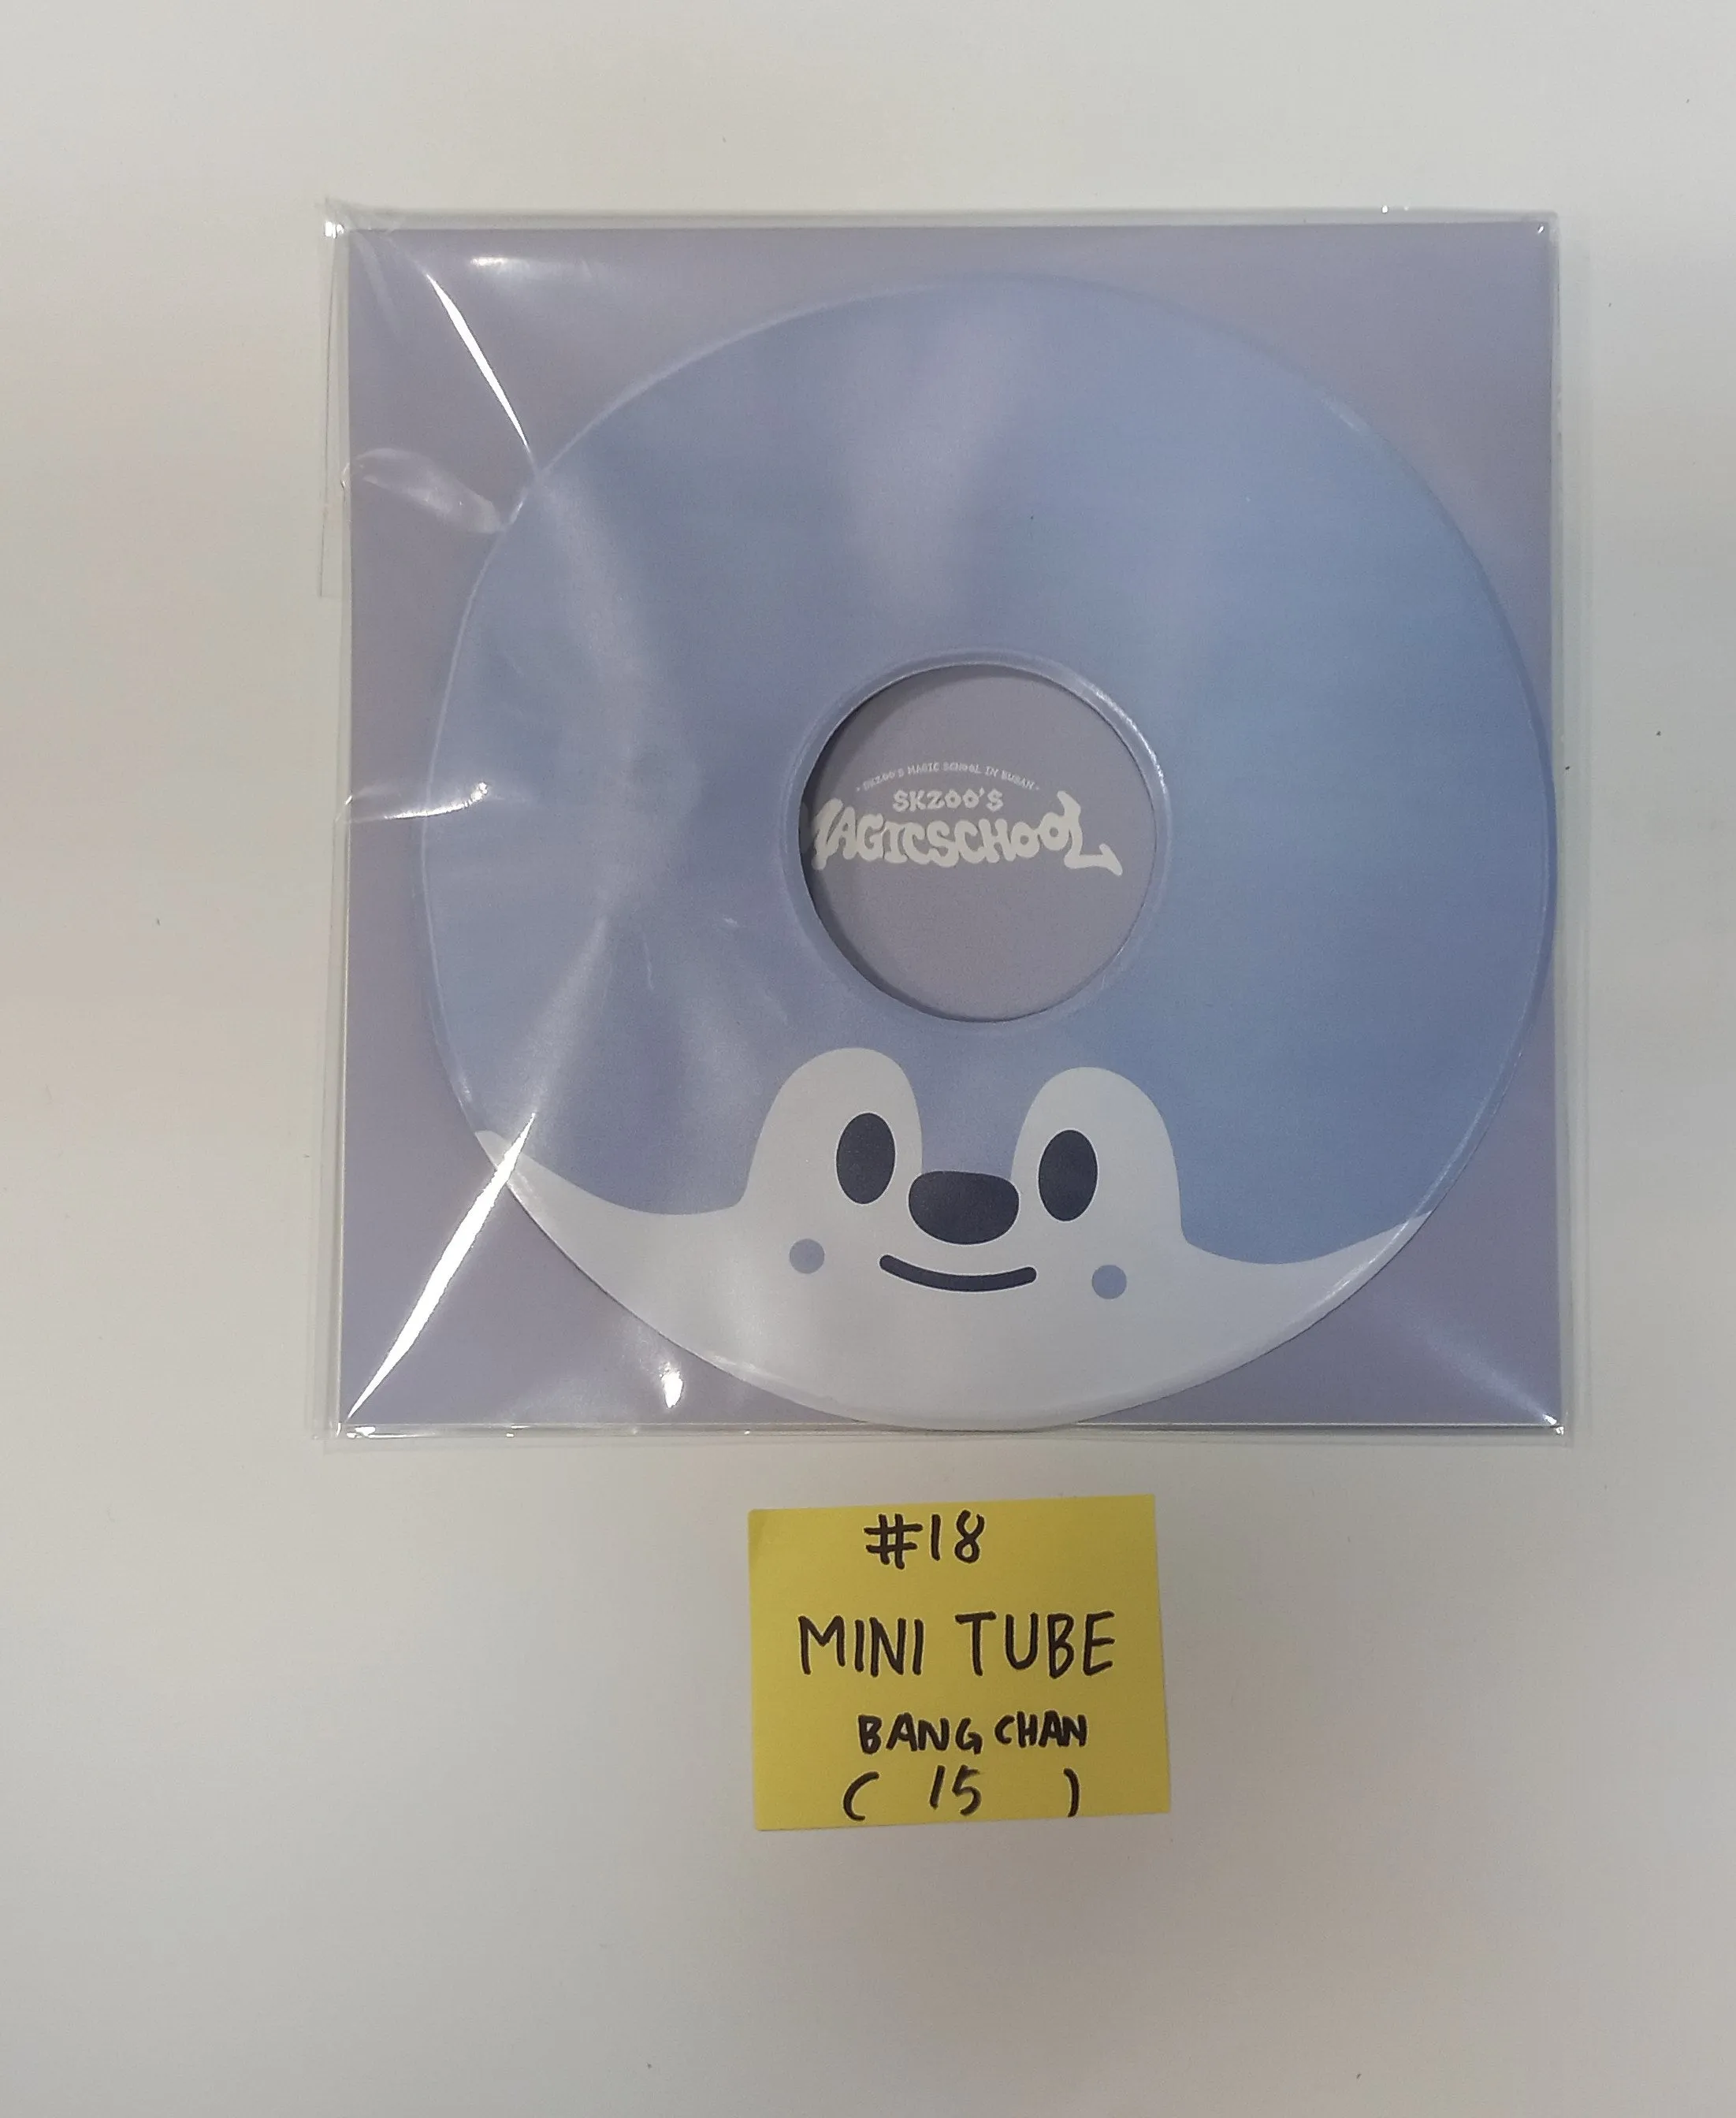 -SKZOO'S MAGIC SCHOOL IN BUSAN-
SKZOO'S
MAGICSCHOOL
#18
MINI TUBE
BANG CHAN
( 15 )